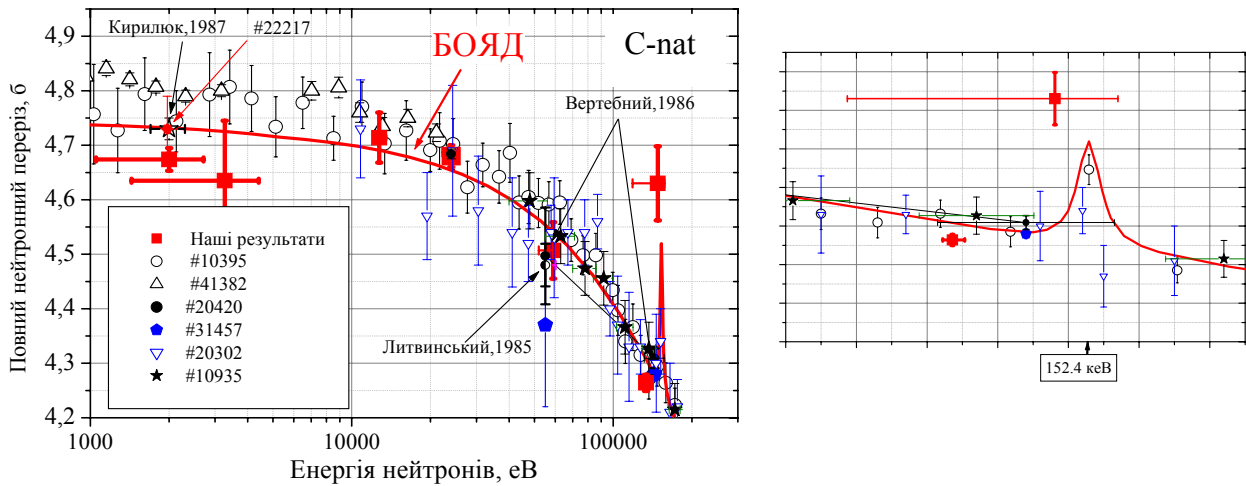 Кирилюк,1987
#22217
БОЯД
C-nat
Вертебний,1986
4,9
4,8
4,7
4,6
4,5
4,4
4,3
4,2
Повний нейтронний переріз, б
Наші результати
#10395
#41382
#20420
#31457
#20302
#10935
Литвинський,1985
1000
10000
100000
Енергія нейтронів, еВ
152.4 кеВ